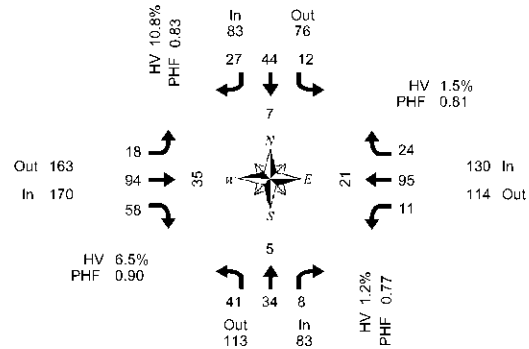 HV 10.8%
PHF 0.83
In Out
83 76
27 44 12
HV 1.5%
PHF 0.81
7
N
18 24
Out 163 94 35 W E 21 95 130 In
In 170 58 11 114 Out
S
HV 6.5%
PHF 0.90
5
41 34 8
Out In
113 83
HV 1.2%
PHF 0.77